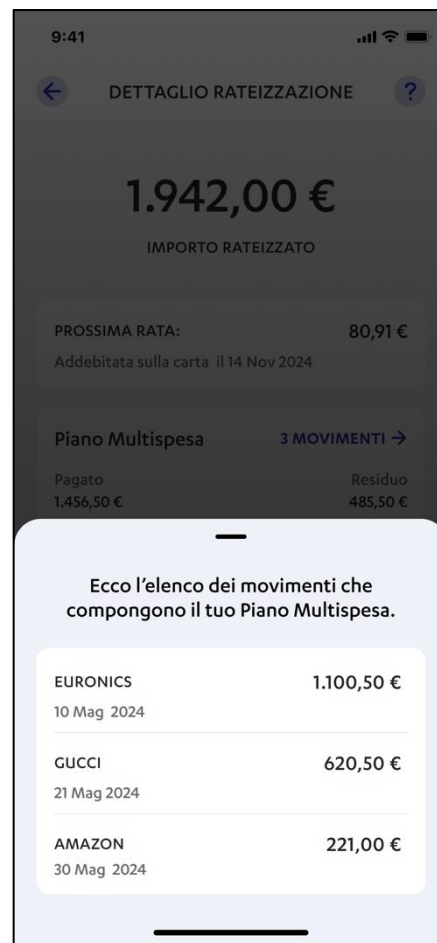 9:41
DETTAGLIO RATEIZZAZIONE ?
1.942,00 €
IMPORTO RATEIZZATO
PROSSIMA RATA: 80,91 €
Addebitata sulla carta il 14 Nov 2024
Piano Multispesa 3 MOVIMENTI →
Pagato Residuo
1.456,50 € 485,50 €
Ecco l’elenco dei movimenti che
compongono il tuo Piano Multispesa.
EURONICS 1.100,50 €
10 Mag 2024
GUCCI 620,50 €
21 Mag 2024
AMAZON 221,00 €
30 Mag 2024